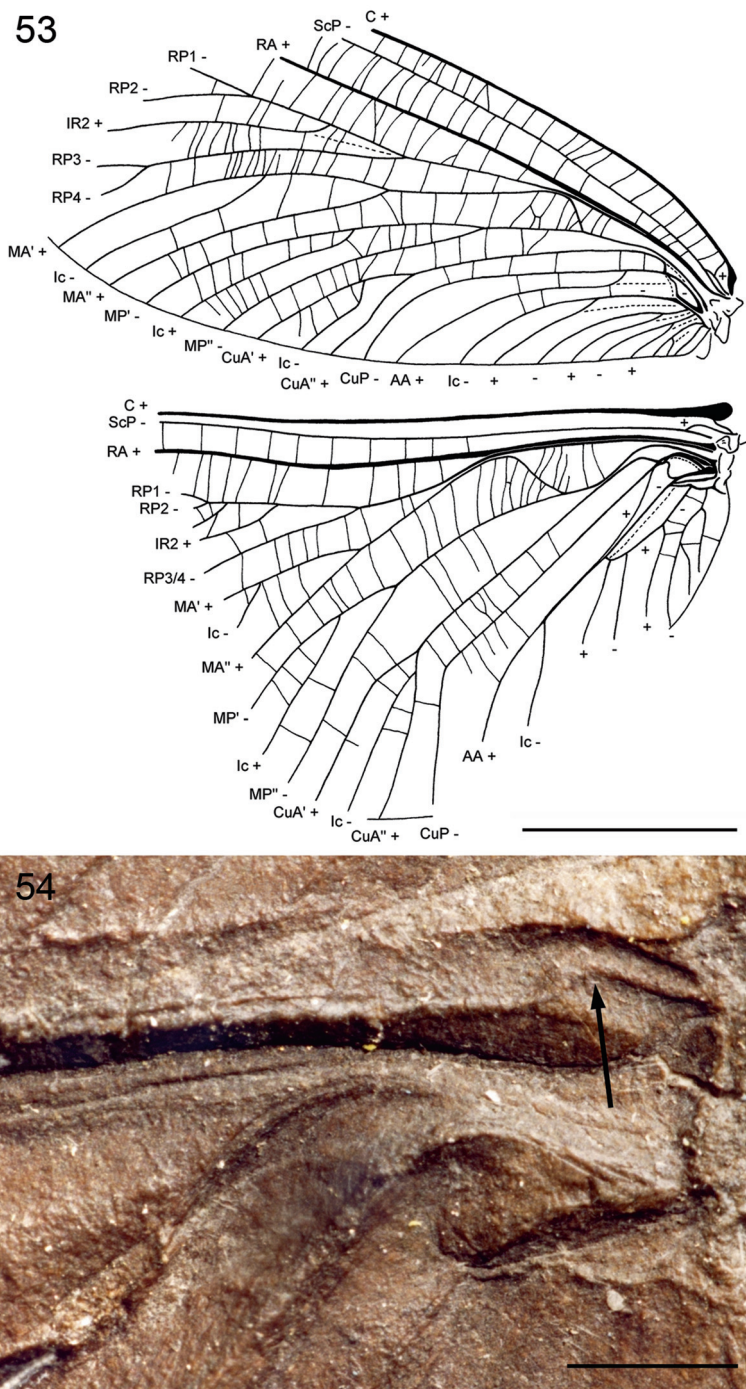 53
C +
ScP -
RA +
RP1 -
RP2 -
IR2 +
RP3 -
RP4 -
MA' +
Ic -
MA" +
MP' -
Ic +
MP" -
CuA' +
Ic -
CuA" +
CuP -
AA +
Ic -
+
-
+
-
+
+
-
C +
ScP -
RA +
RP1 -
RP2 -
IR2 +
RP3/4 -
MA' +
Ic -
MA" +
MP' -
Ic +
MP" -
CuA' +
Ic -
CuA" +
CuP -
AA +
Ic -
+
-
+
-
+
-
+
+
-
54